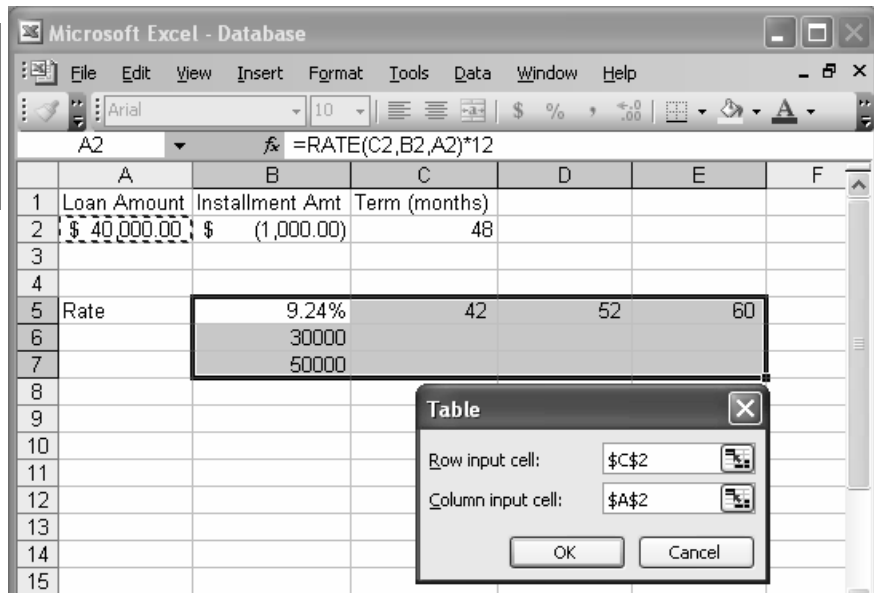 Microsoft Excel - Database
File Edit View Insert Format Tools Data Window Help
Arial 10 $ % ,
A2 fx =RATE(C2,B2,A2)*12
A B C D E F
1 Loan Amount Installment Amt Term (months)
2 $ 40,000.00 $ (1,000.00) 48
3
4
5 Rate 9.24% 42 52 60
6 30000
7 50000
8
9
10
11
12
13
14
15
Table
Row input cell: $C$2
Column input cell: $A$2
OK Cancel